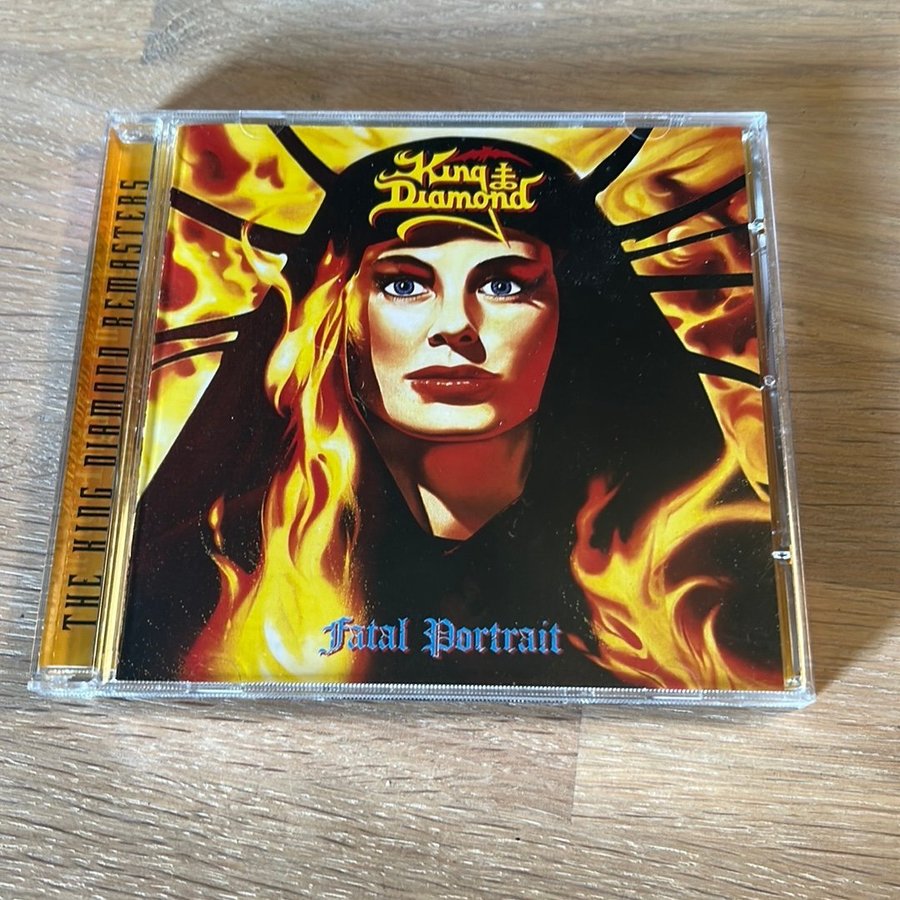 THE KING DIAMOND REMASTERS
King
Diamond
Fatal Portrait